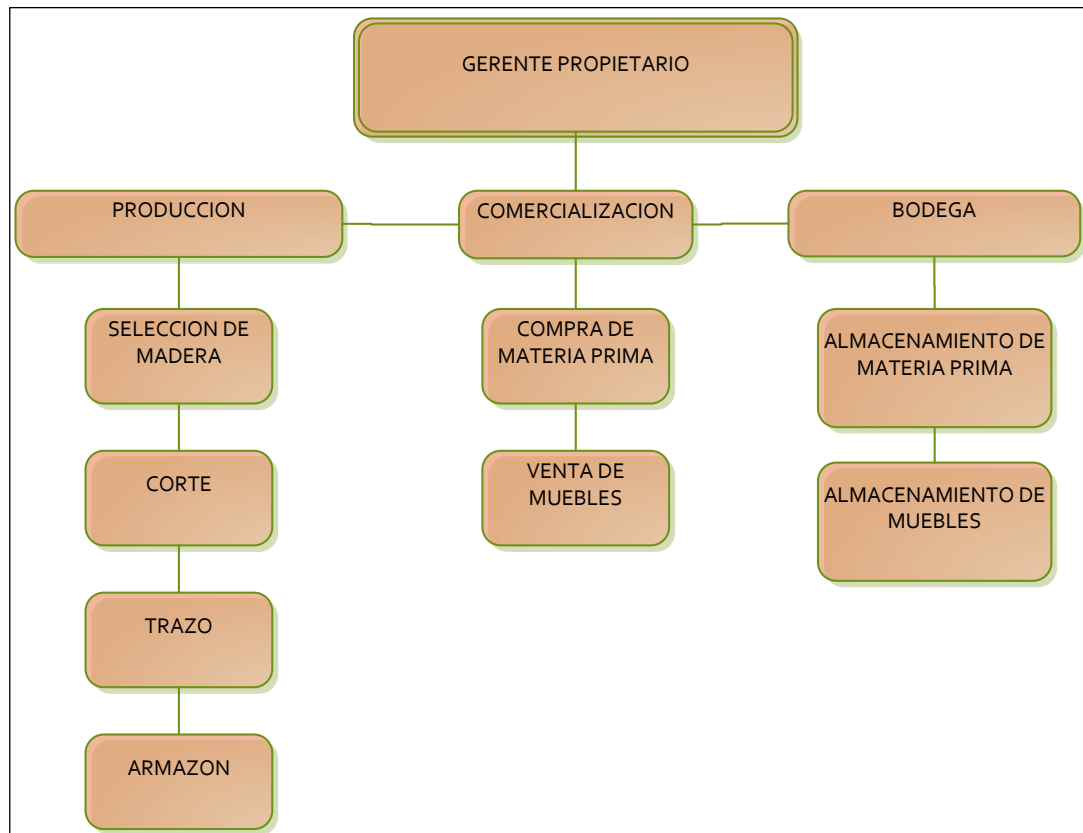 GERENTE PROPIETARIO
PRODUCCION
COMERCIALIZACION
BODEGA
SELECCION DE
MADERA
COMPRA DE
MATERIA PRIMA
ALMACENAMIENTO DE
MATERIA PRIMA
CORTE
VENTA DE
MUEBLES
ALMACENAMIENTO DE
MUEBLES
TRAZO
ARMAZON